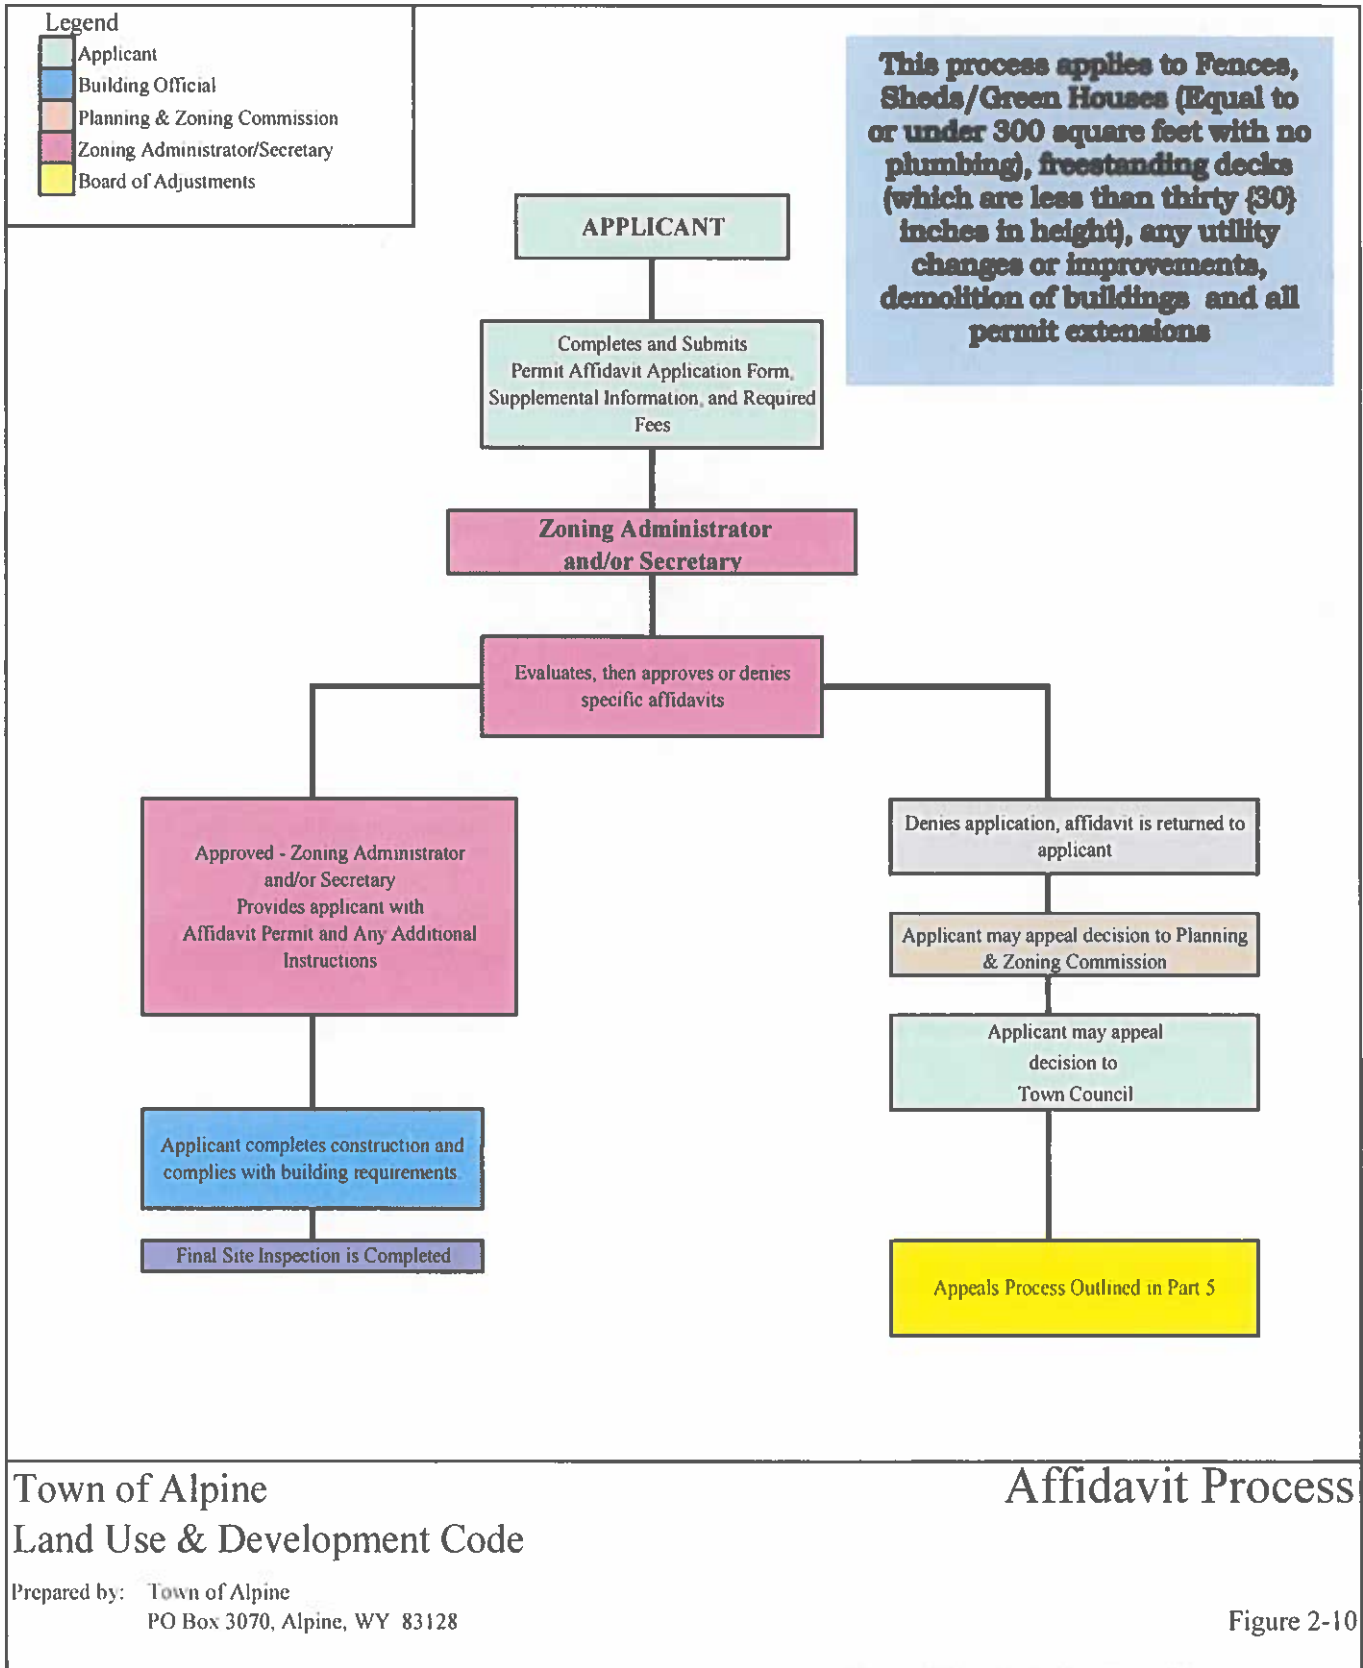 Legend
Applicant
Building Official
Planning & Zoning Commission
Zoning Administrator/Secretary
Board of Adjustments
This process applies to Fences,
Sheds/Green Houses (Equal to
or under 300 square feet with no
plumbing), freestanding decks
(which are less than thirty {30}
inches in height), any utility
changes or improvements,
demolition of buildings and all
permit extensions
APPLICANT
Completes and Submits
Permit Affidavit Application Form,
Supplemental Information, and Required
Fees
Zoning Administrator
and/or Secretary
Evaluates, then approves or denies
specific affidavits
Approved - Zoning Administrator
and/or Secretary
Provides applicant with
Affidavit Permit and Any Additional
Instructions
Applicant completes construction and
complies with building requirements.
Final Site Inspection is Completed
Denies application, affidavit is returned to
applicant
Applicant may appeal decision to Planning
& Zoning Commission
Applicant may appeal
decision to
Town Council
Appeals Process Outlined in Part 5
Town of Alpine
Land Use & Development Code
Affidavit Process
Prepared by: Town of Alpine
PO Box 3070, Alpine, WY 83128
Figure 2-10